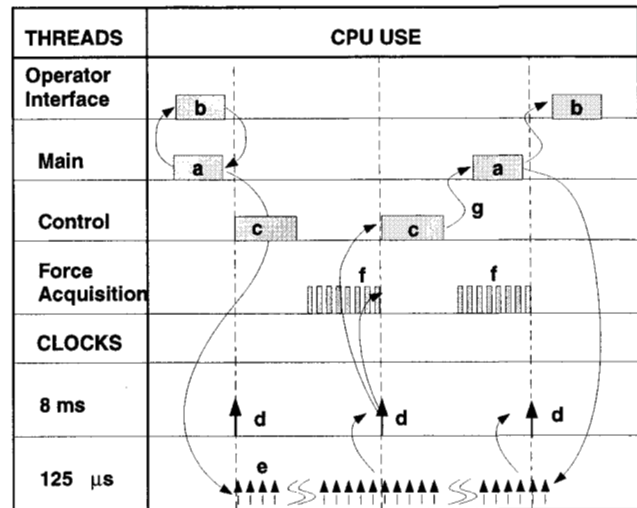 THREADS CPU USE
Operator
Interface
b b
Main
a a
Control
c c g
Force
Acquisition
f f
CLOCKS
8 ms
d d d
125 μs
e